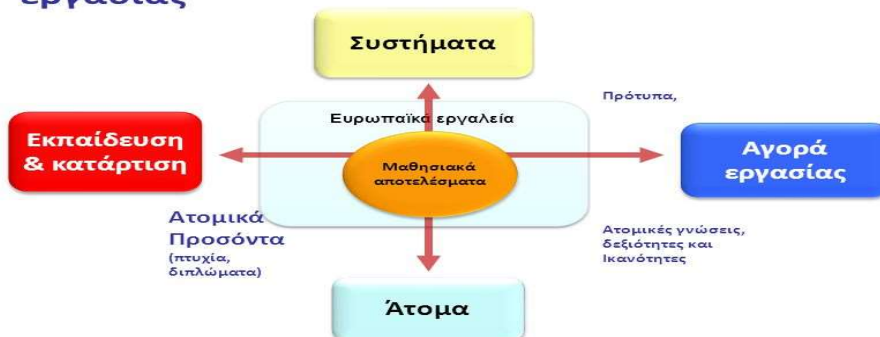 εργασίας
Συστήματα
Ευρωπαϊκά εργαλεία
Πρότυπα,
Εκπαίδευση
& κατάρτιση
Μαθησιακά
αποτελέσματα
Αγορά
εργασίας
Ατομικά
Προσόντα
(πτυχία,
διπλώματα)
Ατομικές γνώσεις,
δεξιότητες και
Ικανότητες
Άτομα